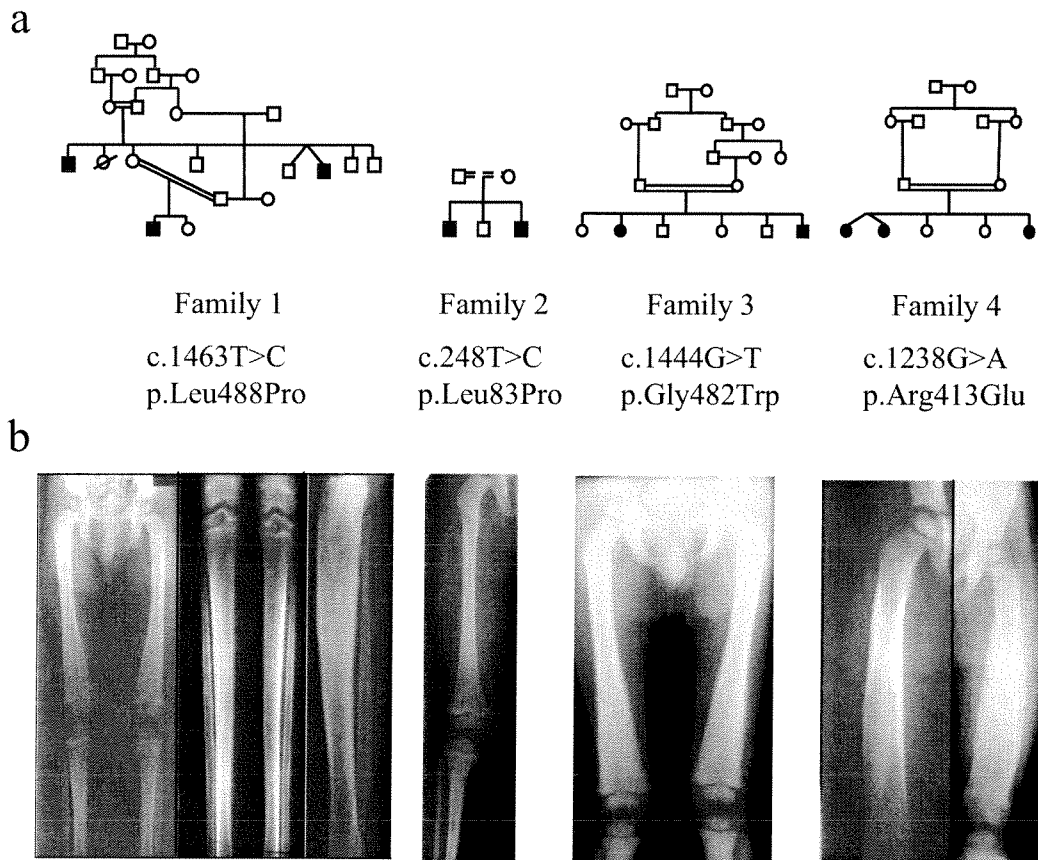 a
Family 1
c.1463T>C
p.Leu488Pro
Family 2
c.248T>C
p.Leu83Pro
Family 3
c.1444G>T
p.Gly482Trp
Family 4
c.1238G>A
p.Arg413Glu
b